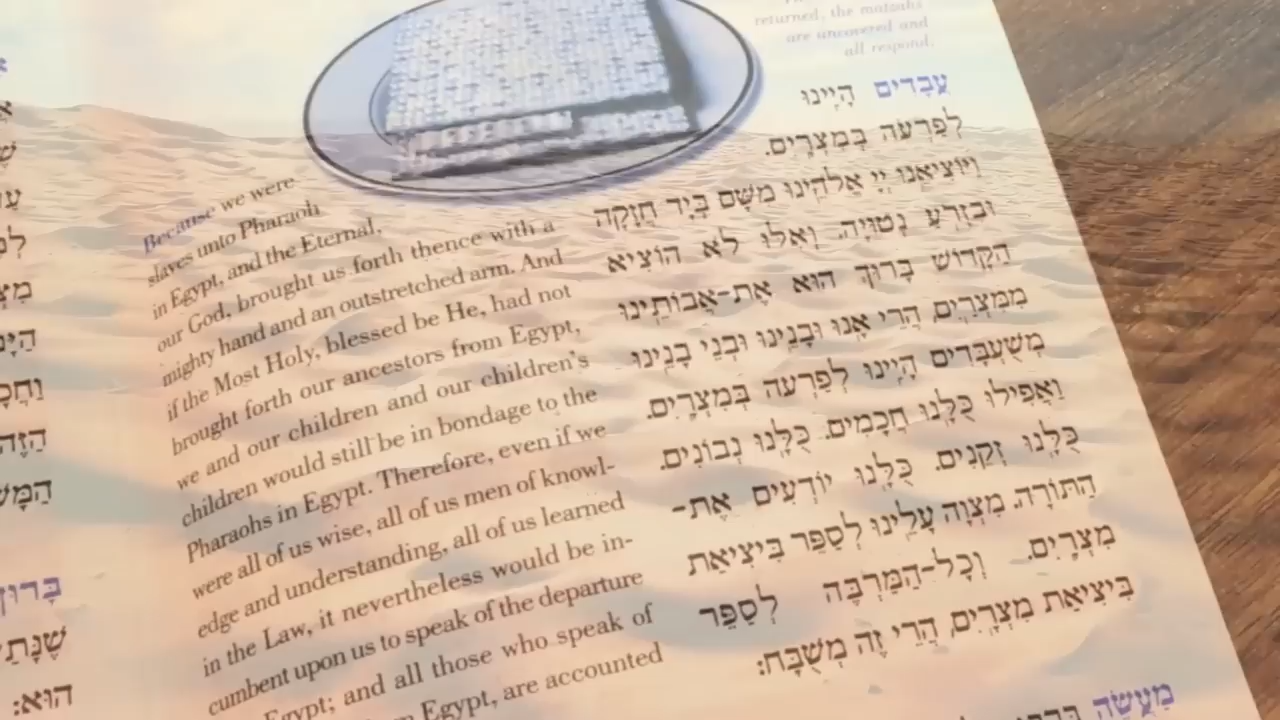 returned, the matzahs
are uncovered and
all respond.
עֲבָדִים הָיִינוּ
לְפַרְעֹה בְּמִצְרָיִם.
וַיּוֹצִיאֵנוּ יְיָ אֱלֹהֵינוּ מִשָּׁם בְּיָד חֲזָקָה
וּבִזְרֹעַ נְטוּיָה. וְאִלּוּ לֹא הוֹצִיא
הַקָּדוֹשׁ בָּרוּךְ הוּא אֶת־אֲבוֹתֵינוּ
מִמִּצְרַיִם, הֲרֵי אָנוּ וּבָנֵינוּ וּבְנֵי בָנֵינוּ
מְשֻׁעְבָּדִים הָיִינוּ לְפַרְעֹה בְּמִצְרָיִם.
וַאֲפִילוּ כֻּלָּנוּ חֲכָמִים. כֻּלָּנוּ נְבוֹנִים.
כֻּלָּנוּ זְקֵנִים. כֻּלָּנוּ יוֹדְעִים אֶת־
הַתּוֹרָה. מִצְוָה עָלֵינוּ לְסַפֵּר בִּיצִיאַת
מִצְרָיִם. וְכָל־הַמַּרְבֶּה לְסַפֵּר
בִּיצִיאַת מִצְרַיִם, הֲרֵי זֶה מְשֻׁבָּח:
מַעֲשֶׂה
Because we were
slaves unto Pharaoh
in Egypt, and the Eternal,
our God, brought us forth thence with a
mighty hand and an outstretched arm. And
if the Most Holy, blessed be He, had not
brought forth our ancestors from Egypt,
we and our children and our children's
children would still be in bondage to the
Pharaohs in Egypt. Therefore, even if we
were all of us wise, all of us men of knowl-
edge and understanding, all of us learned
in the Law, it nevertheless would be in-
cumbent upon us to speak of the departure
Egypt; and all those who speak of
Egypt, are accounted
בָּרוּךְ
הוּא: